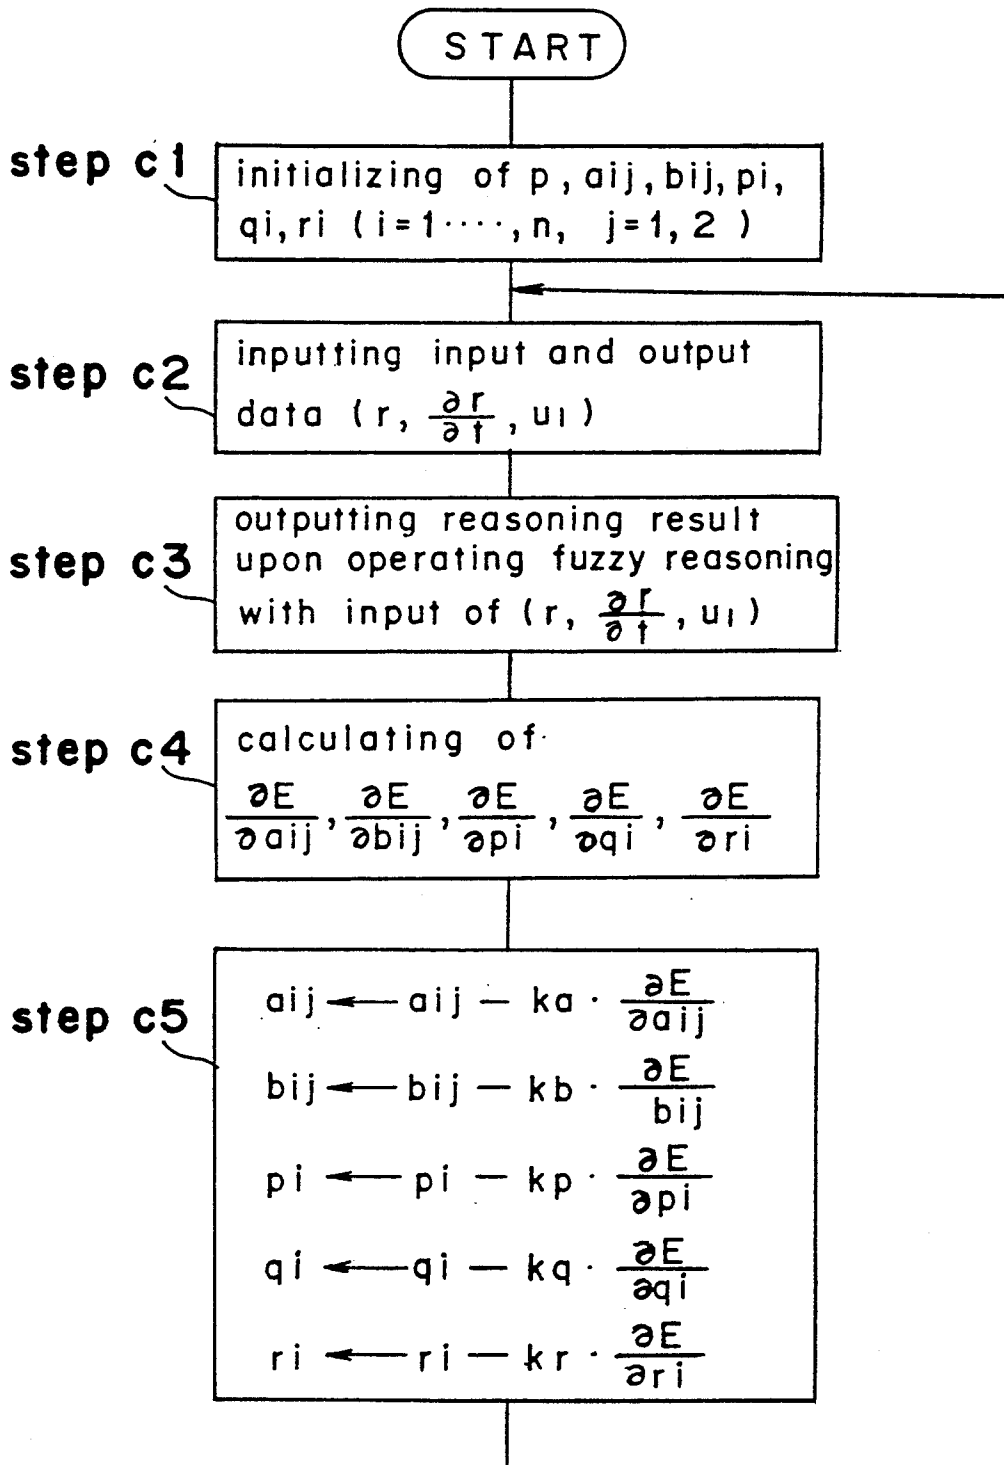 START
step c1
initializing of p, aij, bij, pi,
qi, ri ( i=1····, n, j=1, 2 )
step c2
inputting input and output
data ( r, ∂r/∂t, u1 )
step c3
outputting reasoning result
upon operating fuzzy reasoning
with input of ( r, ∂r/∂t, u1 )
step c4
calculating of
∂E/∂aij, ∂E/∂bij, ∂E/∂pi, ∂E/∂qi, ∂E/∂ri
step c5
aij ← aij − ka · ∂E/∂aij
bij ← bij − kb · ∂E/bij
pi ← pi − kp · ∂E/∂pi
qi ← qi − kq · ∂E/∂qi
ri ← ri − kr · ∂E/∂ri